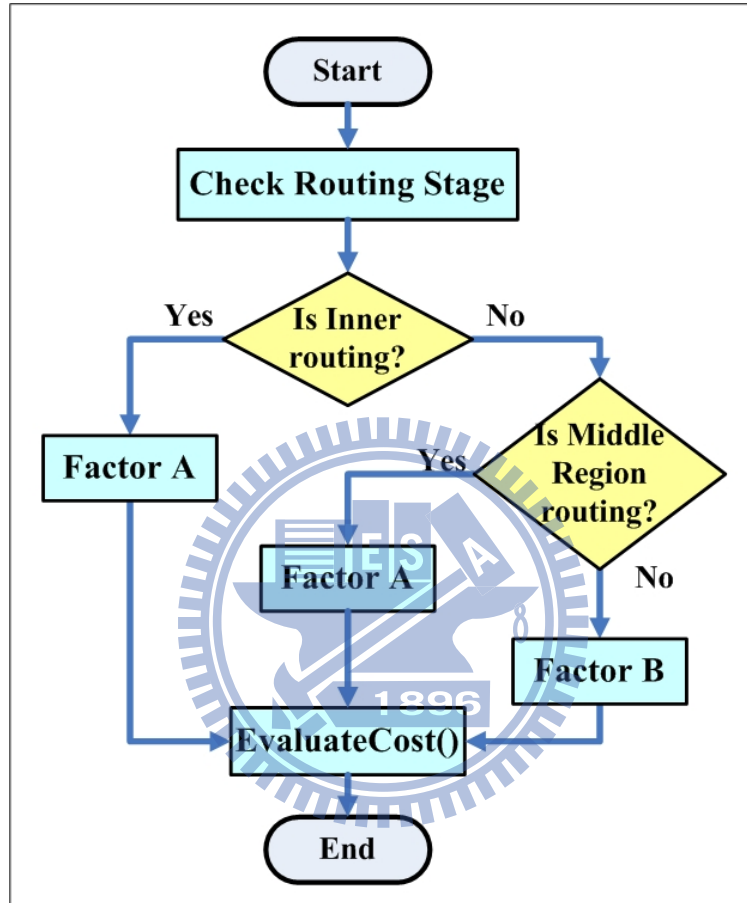 Start
Check Routing Stage
Yes
Is Inner
routing?
No
Factor A
Yes
Is Middle
Region
routing?
E S A
Factor A
No
Factor B
1896
EvaluateCost()
End